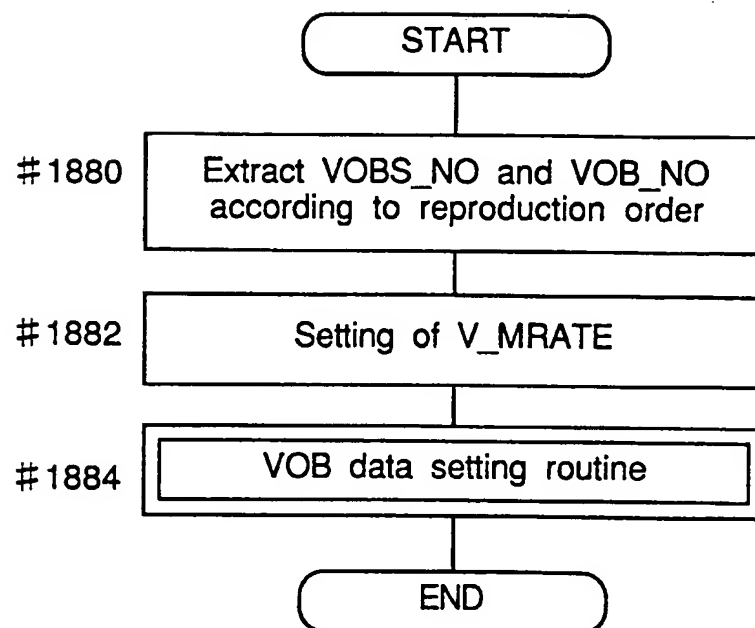 START
#1880
Extract VOBS_NO and VOB_NO
according to reproduction order
#1882
Setting of V_MRATE
#1884
VOB data setting routine
END